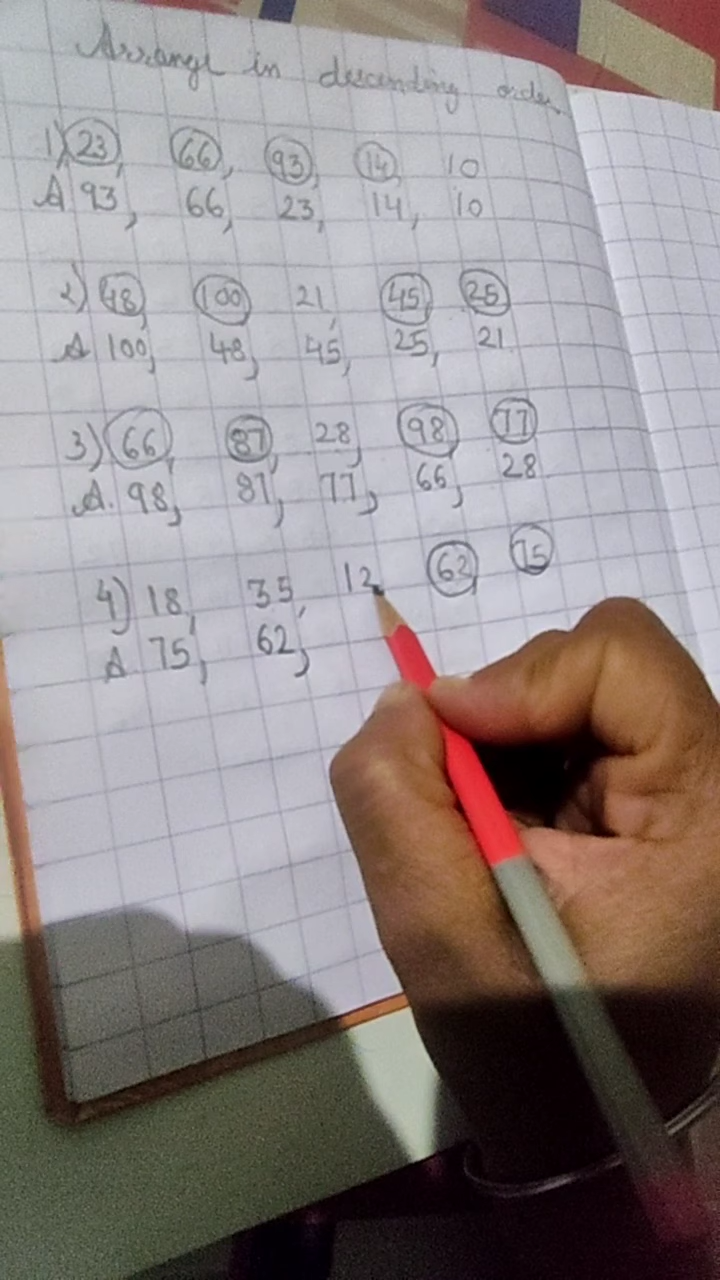 Arrange in descending order
1) 23, 66, 93, 14, 10
A 93, 66, 23, 14, 10
2) 48, 100 21, 45 25
A 100, 48, 45, 25, 21
3) 66, 87, 28, 98, 77
A. 98, 87, 77, 66, 28
4) 18, 35, 12 62 75
A 75, 62,